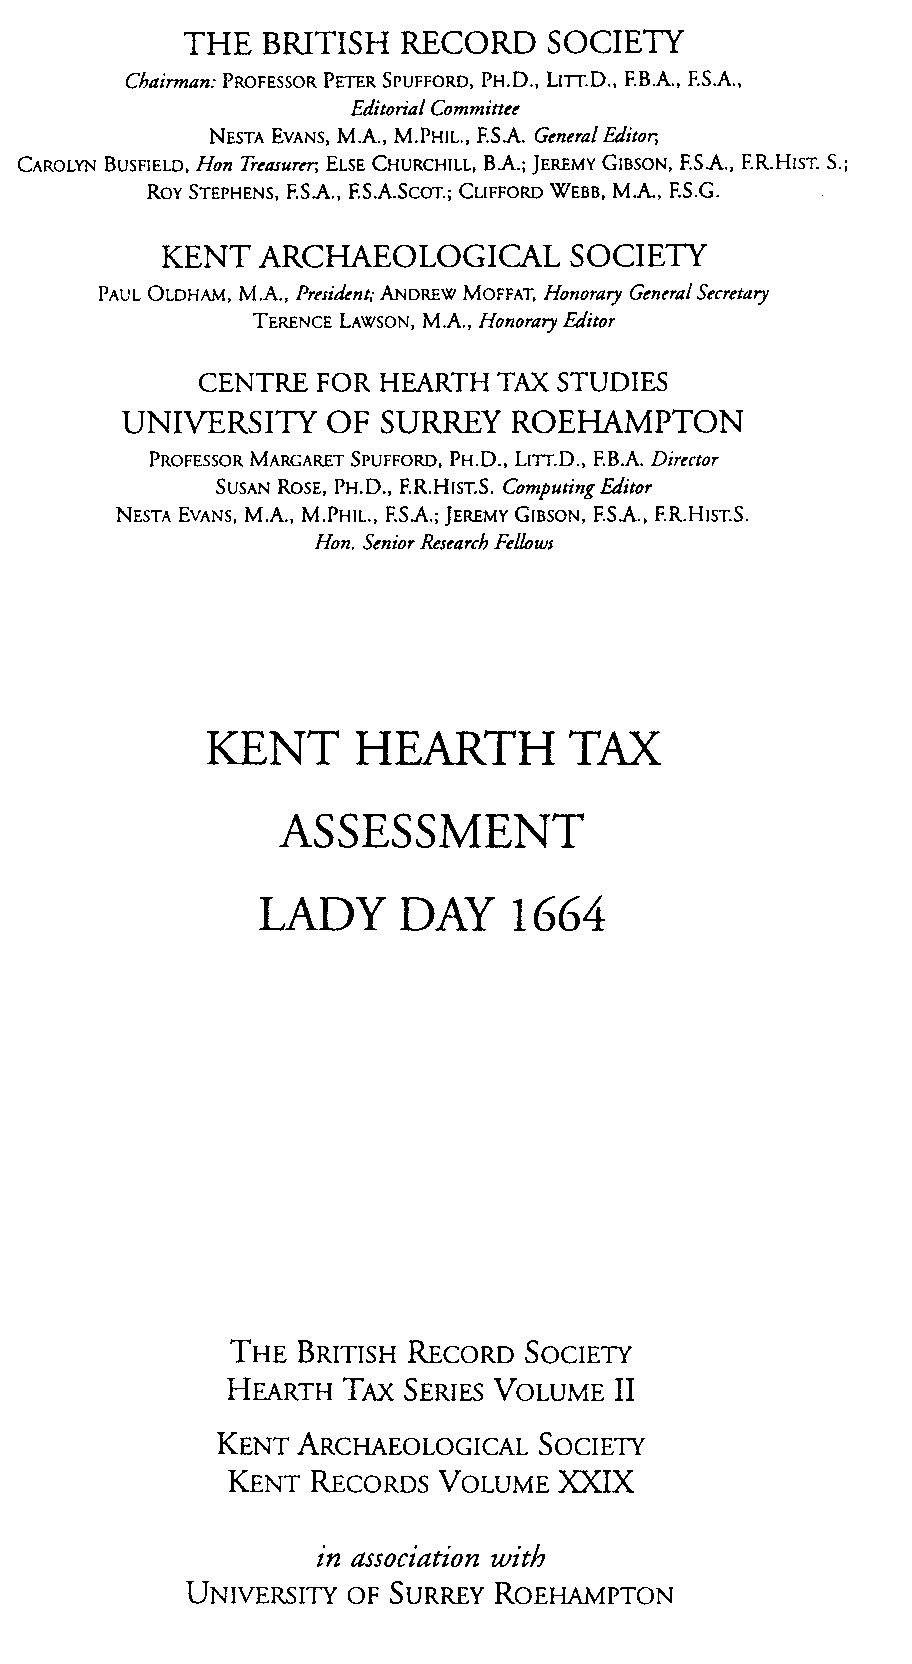 THE BRITISH RECORD SOCIETY
Chairman: PROFESSOR PETER SPUFFORD, PH.D., LITT.D., F.B.A., F.S.A.,
Editorial Committee
NESTA EVANS, M.A., M.PHIL., F.S.A. General Editor;
CAROLYN BUSFIELD, Hon Treasurer; ELSE CHURCHILL, B.A.; JEREMY GIBSON, F.S.A., F.R.HIST. S.;
ROY STEPHENS, F.S.A., F.S.A.SCOT.; CLIFFORD WEBB, M.A., F.S.G.
KENT ARCHAEOLOGICAL SOCIETY
PAUL OLDHAM, M.A., President; ANDREW MOFFAT, Honorary General Secretary
TERENCE LAWSON, M.A., Honorary Editor
CENTRE FOR HEARTH TAX STUDIES
UNIVERSITY OF SURREY ROEHAMPTON
PROFESSOR MARGARET SPUFFORD, PH.D., LITT.D., F.B.A. Director
SUSAN ROSE, PH.D., F.R.HIST.S. Computing Editor
NESTA EVANS, M.A., M.PHIL., F.S.A.; JEREMY GIBSON, F.S.A., F.R.HIST.S.
Hon. Senior Research Fellows
KENT HEARTH TAX
ASSESSMENT
LADY DAY 1664
THE BRITISH RECORD SOCIETY
HEARTH TAX SERIES VOLUME II
KENT ARCHAEOLOGICAL SOCIETY
KENT RECORDS VOLUME XXIX
in association with
UNIVERSITY OF SURREY ROEHAMPTON